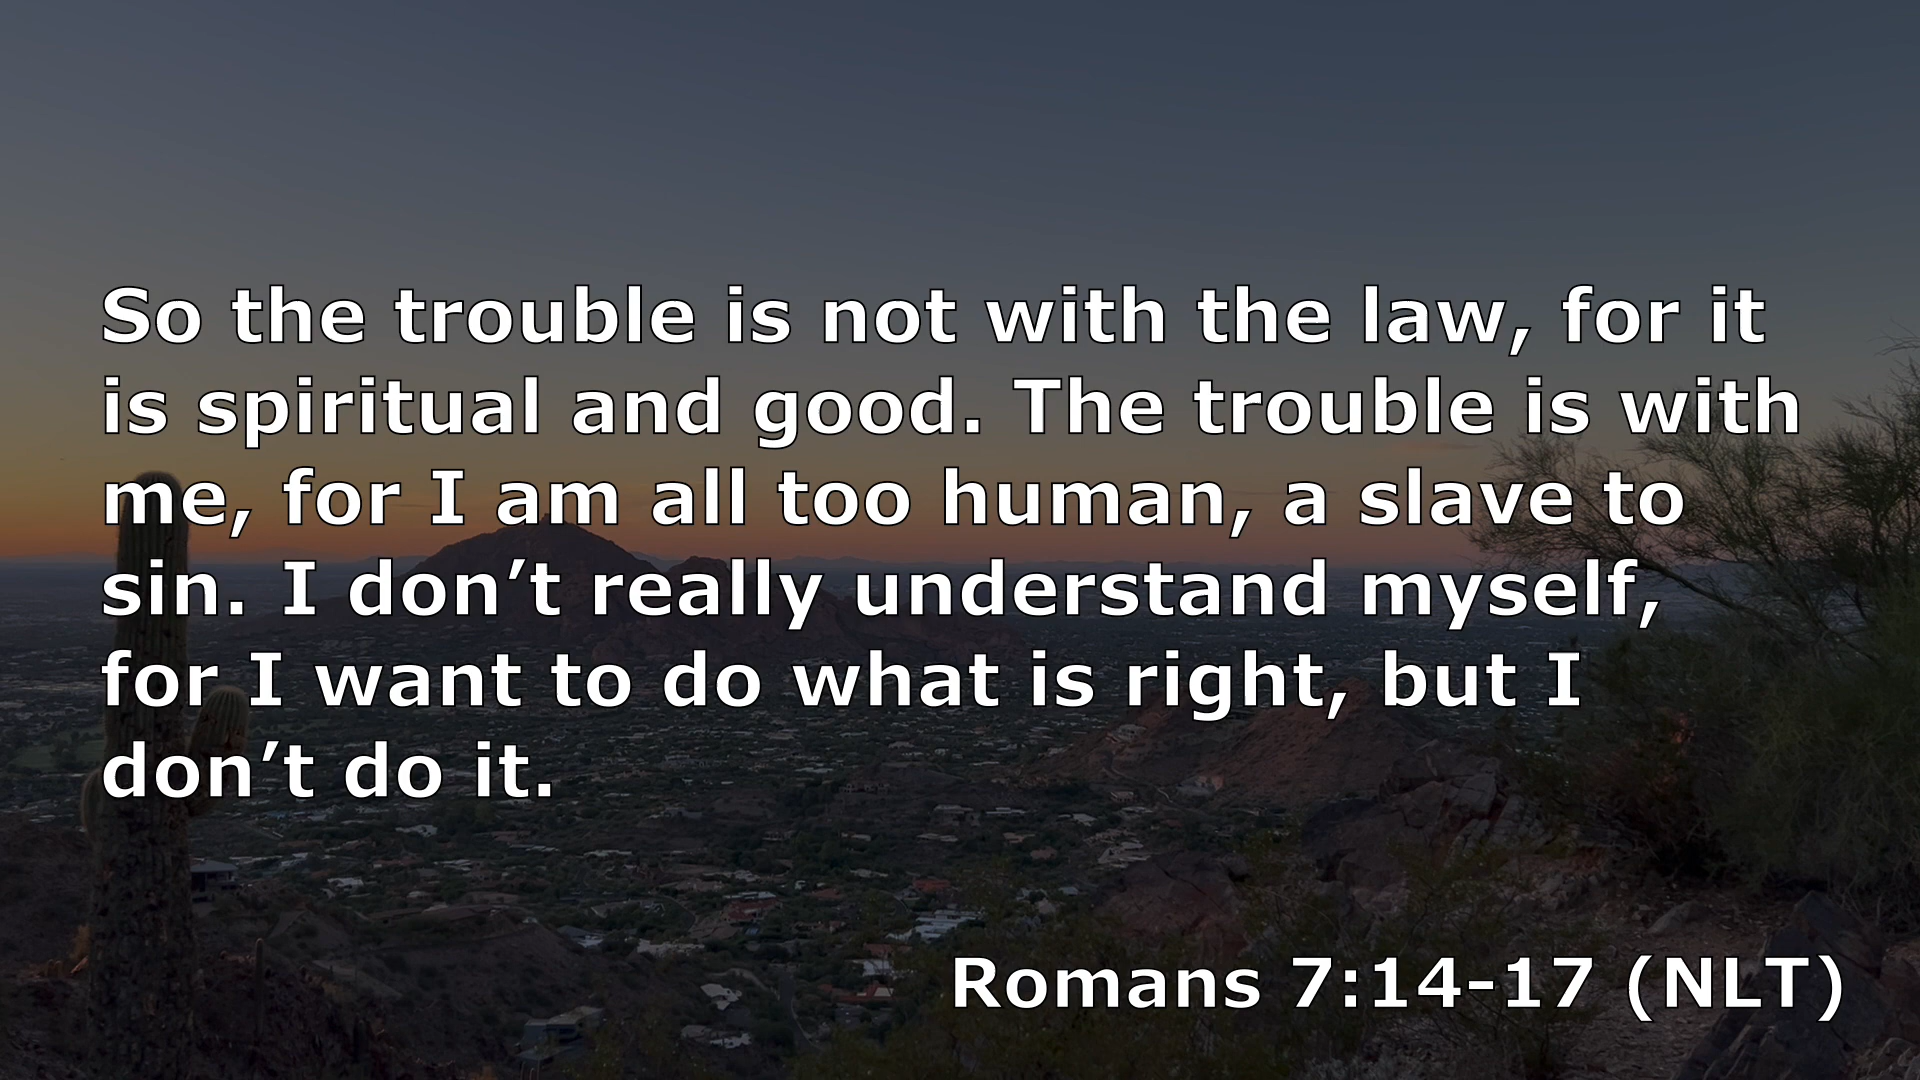 So the trouble is not with the law, for it
is spiritual and good. The trouble is with
me, for I am all too human, a slave to
sin. I don’t really understand myself,
for I want to do what is right, but I
don’t do it.
Romans 7:14-17 (NLT)